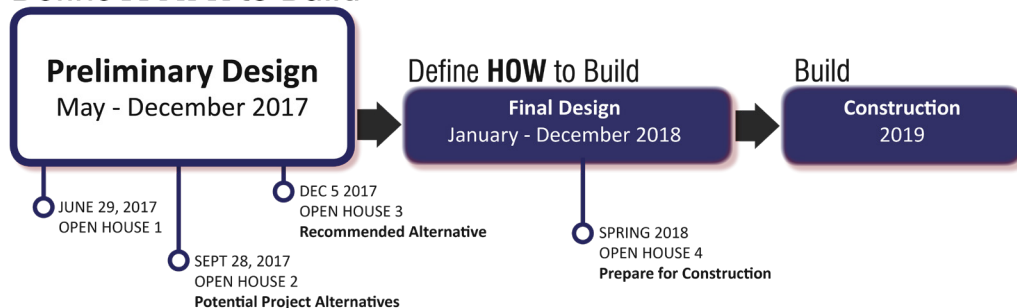 Preliminary Design
May - December 2017
Define HOW to Build
Final Design
January - December 2018
Build
Construction
2019
JUNE 29, 2017
OPEN HOUSE 1
SEPT 28, 2017
OPEN HOUSE 2
Potential Project Alternatives
DEC 5 2017
OPEN HOUSE 3
Recommended Alternative
SPRING 2018
OPEN HOUSE 4
Prepare for Construction